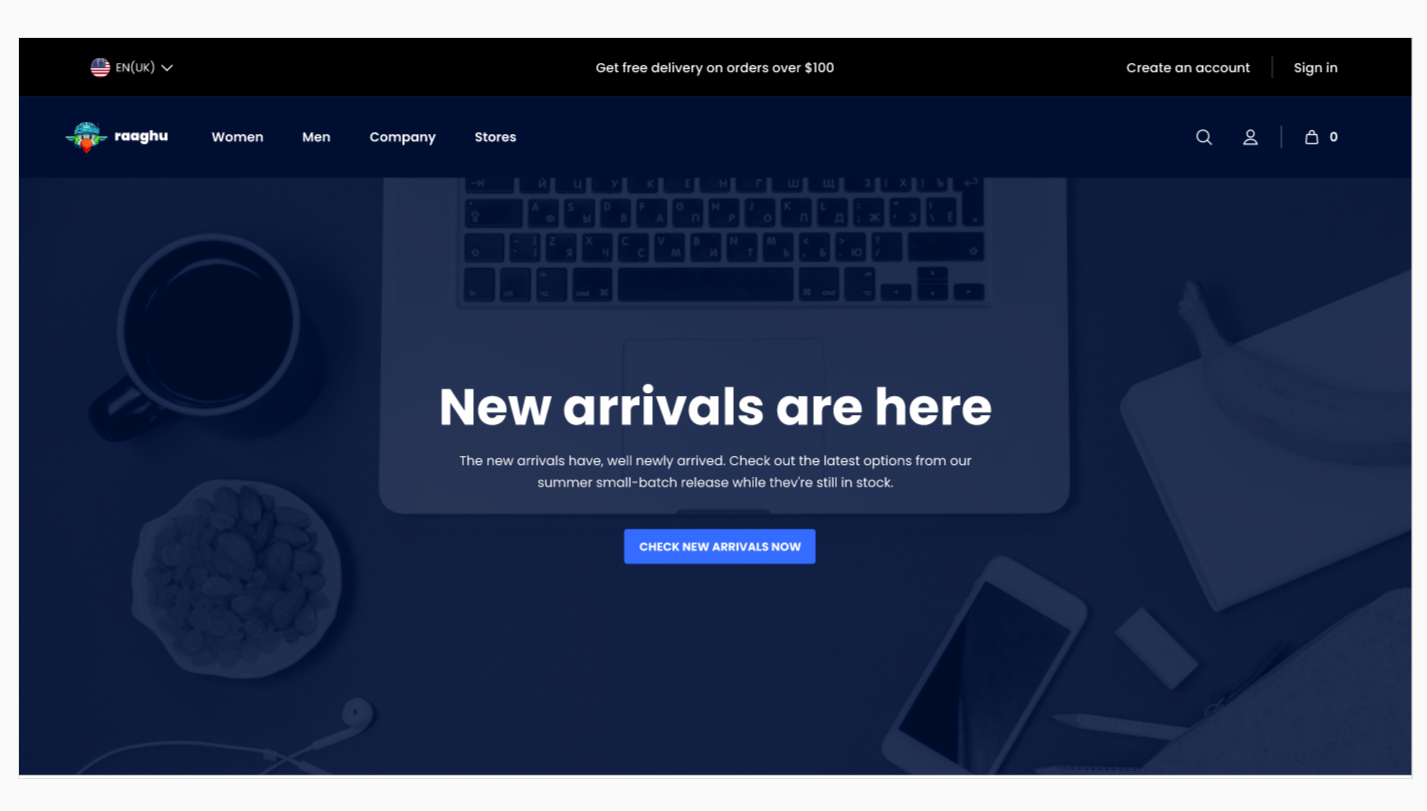 EN(UK)
Get free delivery on orders over $100
Create an account
Sign in
raaghu
Women
Men
Company
Stores
0
New arrivals are here
The new arrivals have, well newly arrived. Check out the latest options from our
summer small-batch release while they're still in stock.
CHECK NEW ARRIVALS NOW